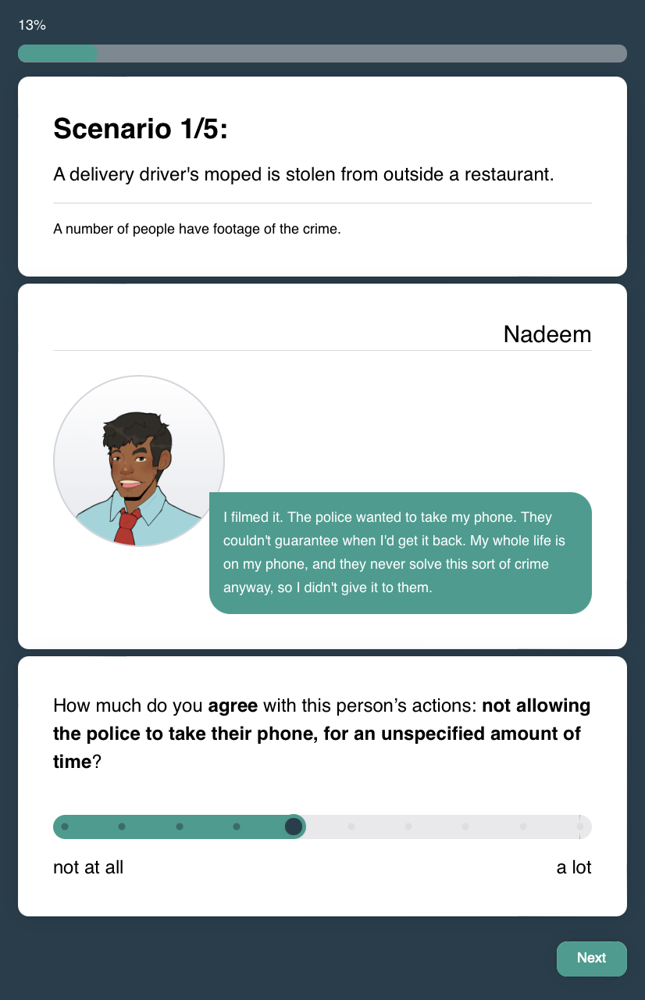 13%
Scenario 1/5:
A delivery driver's moped is stolen from outside a restaurant.
A number of people have footage of the crime.
Nadeem
I filmed it. The police wanted to take my phone. They
couldn't guarantee when I'd get it back. My whole life is
on my phone, and they never solve this sort of crime
anyway, so I didn't give it to them.
How much do you agree with this person’s actions: not allowing
the police to take their phone, for an unspecified amount of
time?
not at all
a lot
Next